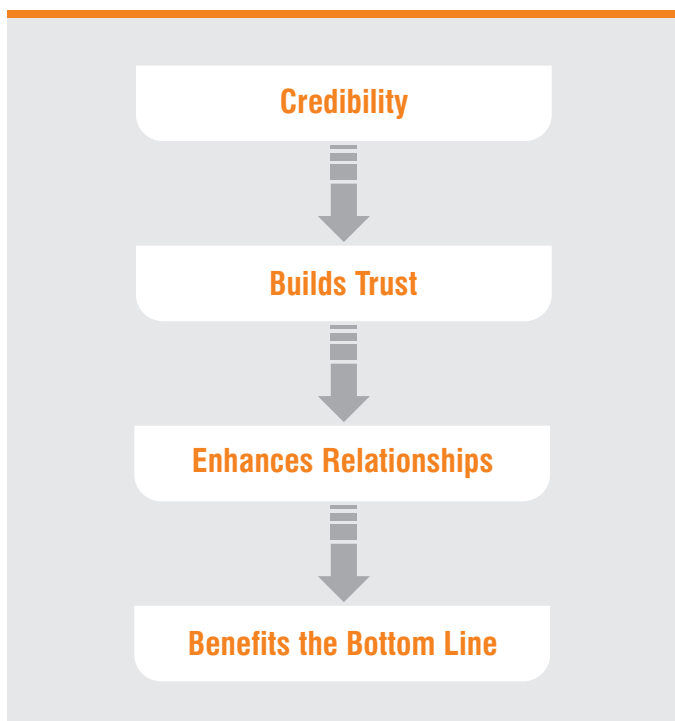 Credibility
Builds Trust
Enhances Relationships
Benefits the Bottom Line